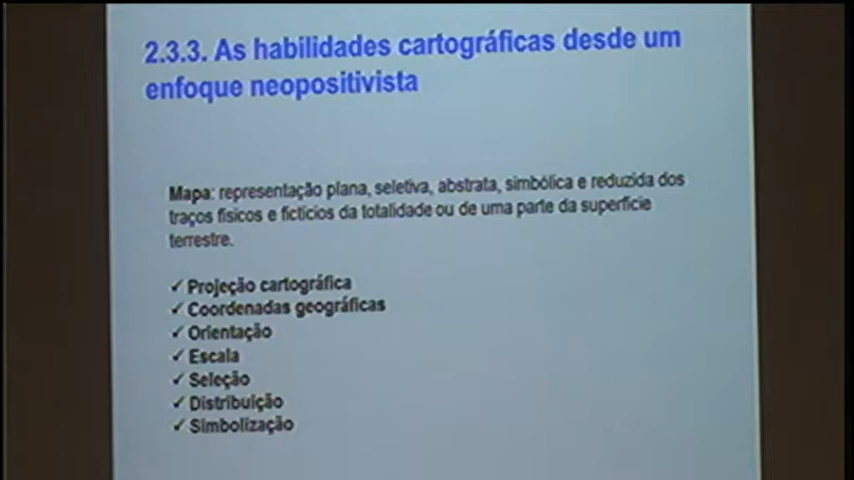 2.3.3. As habilidades cartográficas desde um
enfoque neopositivista
Mapa: representação plana, seletiva, abstrata, simbólica e reduzida dos
traços físicos e fictícios da totalidade ou de uma parte da superfície
terrestre.
✓ Projeção cartográfica
✓ Coordenadas geográficas
✓ Orientação
✓ Escala
✓ Seleção
✓ Distribuição
✓ Simbolização